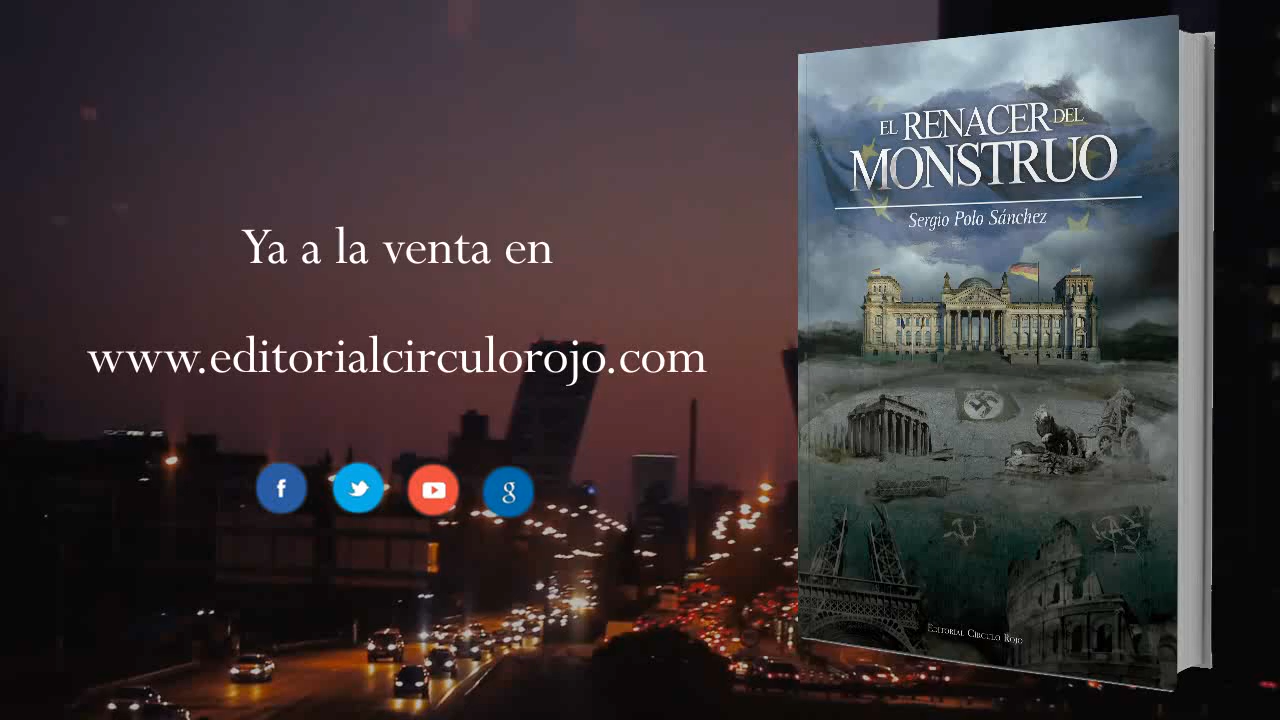 Ya a la venta en
www.editorialcirculorojo.com
f
g
EL RENACER DEL
MONSTRUO
Sergio Polo Sánchez
Editorial Círculo Rojo